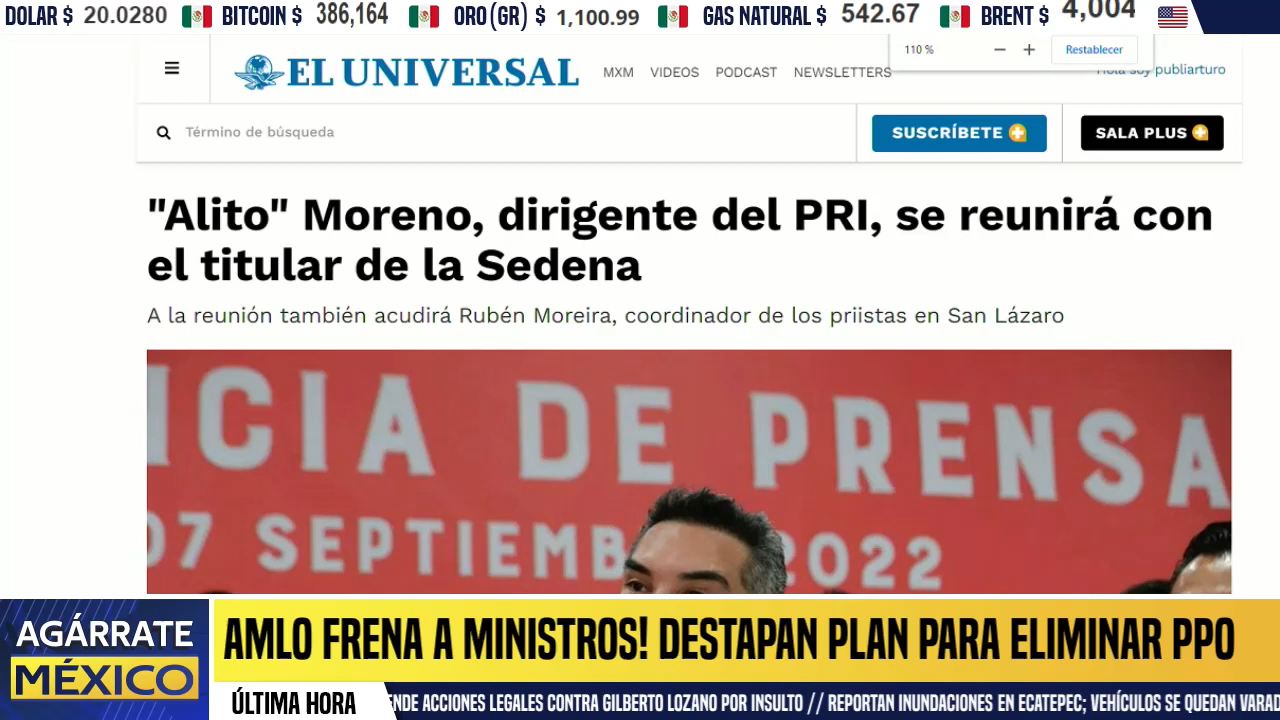 DOLAR $ 20.0280 BITCOIN $ 386,164 ORO(GR) $ 1,100.99 GAS NATURAL $ 542.67 BRENT $ 4,004
110 % − + Restablecer
EL UNIVERSAL MXM VIDEOS PODCAST NEWSLETTERS Hola soy publiarturo
Término de búsqueda SUSCRÍBETE SALA PLUS
"Alito" Moreno, dirigente del PRI, se reunirá con
el titular de la Sedena
A la reunión también acudirá Rubén Moreira, coordinador de los priistas en San Lázaro
CIA DE PRENSA
07 SEPTIEMB 2022
AGÁRRATE
MÉXICO
AMLO FRENA A MINISTROS! DESTAPAN PLAN PARA ELIMINAR PPO
ÚLTIMA HORA ENDE ACCIONES LEGALES CONTRA GILBERTO LOZANO POR INSULTO // REPORTAN INUNDACIONES EN ECATEPEC; VEHÍCULOS SE QUEDAN VARAD